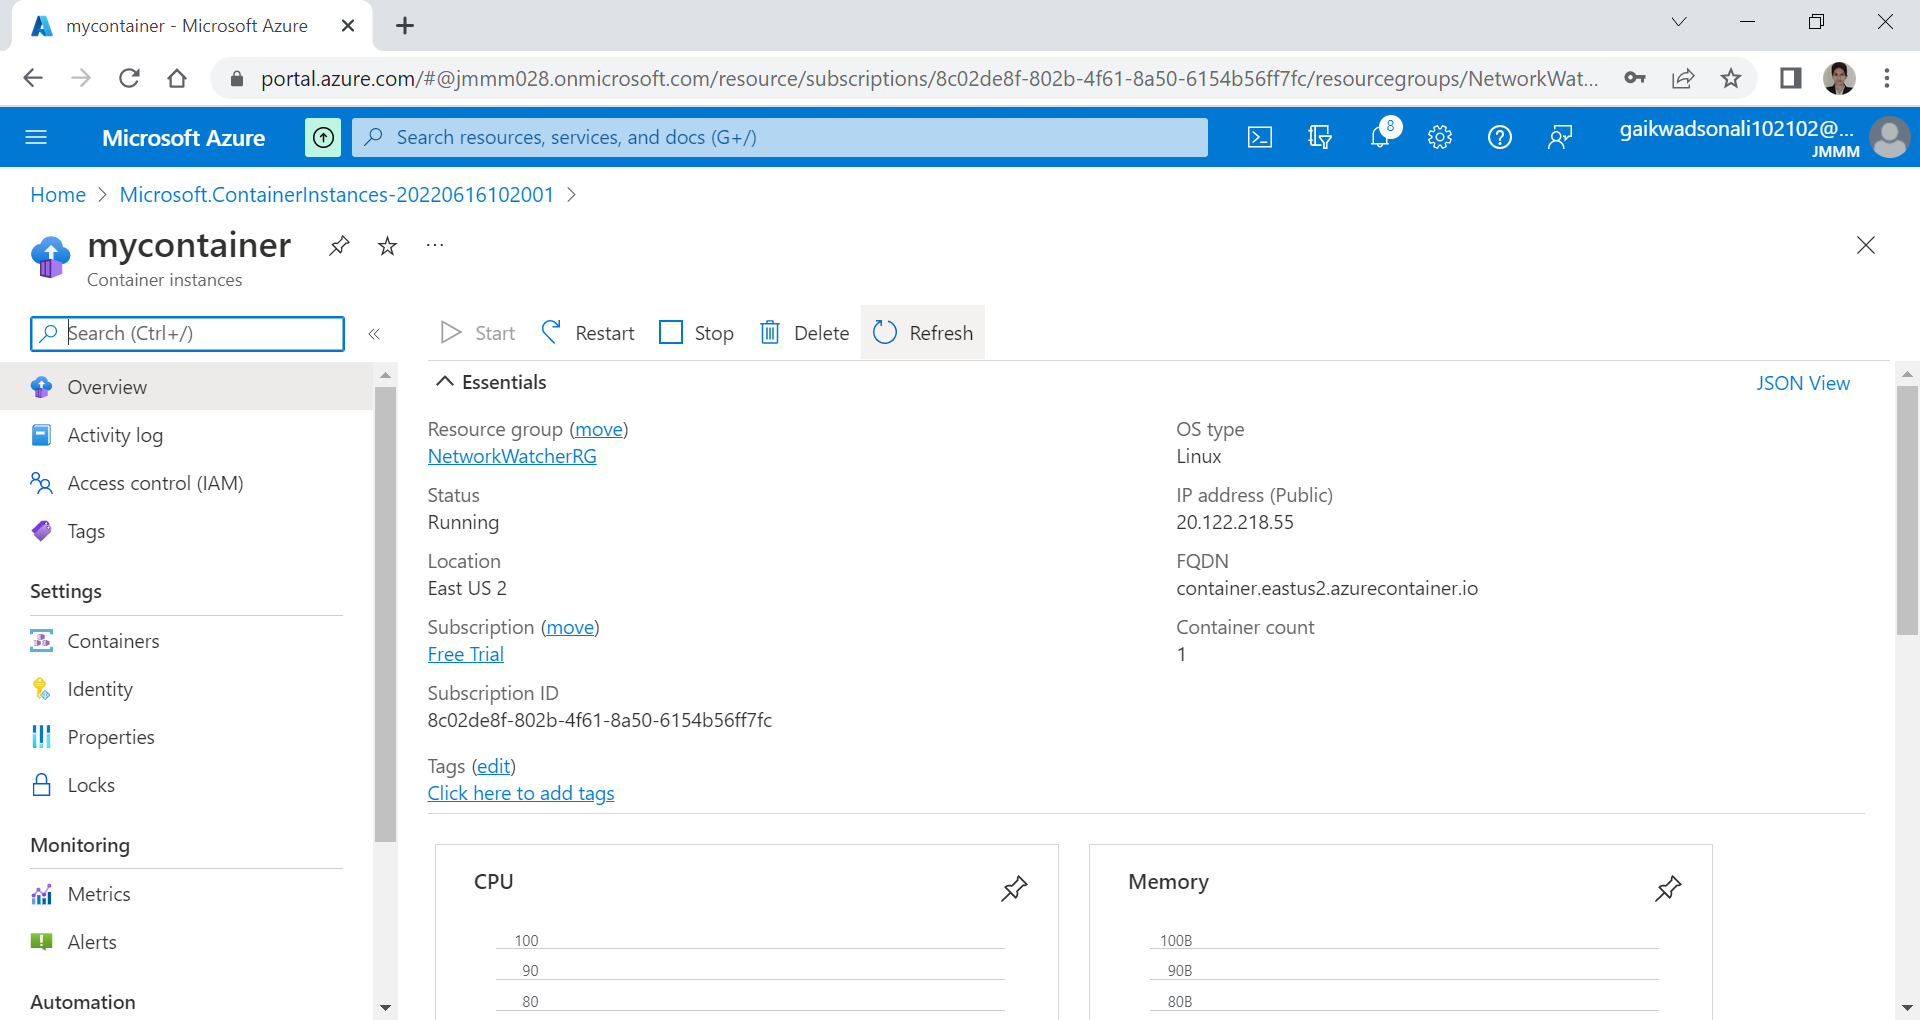 mycontainer - Microsoft Azure
portal.azure.com/#@jmmm028.onmicrosoft.com/resource/subscriptions/8c02de8f-802b-4f61-8a50-6154b56ff7fc/resourcegroups/NetworkWat...
Microsoft Azure
Search resources, services, and docs (G+/)
8
gaikwadsonali102102@...
JMMM
Home > Microsoft.ContainerInstances-20220616102001 >
mycontainer
Container instances
Search (Ctrl+/)
«
Start
Restart
Stop
Delete
Refresh
Overview
Activity log
Access control (IAM)
Tags
Settings
Containers
Identity
Properties
Locks
Monitoring
Metrics
Alerts
Automation
Essentials
JSON View
Resource group (move)
NetworkWatcherRG
Status
Running
Location
East US 2
Subscription (move)
Free Trial
Subscription ID
8c02de8f-802b-4f61-8a50-6154b56ff7fc
Tags (edit)
Click here to add tags
OS type
Linux
IP address (Public)
20.122.218.55
FQDN
container.eastus2.azurecontainer.io
Container count
1
CPU
100
90
80
Memory
100B
90B
80B